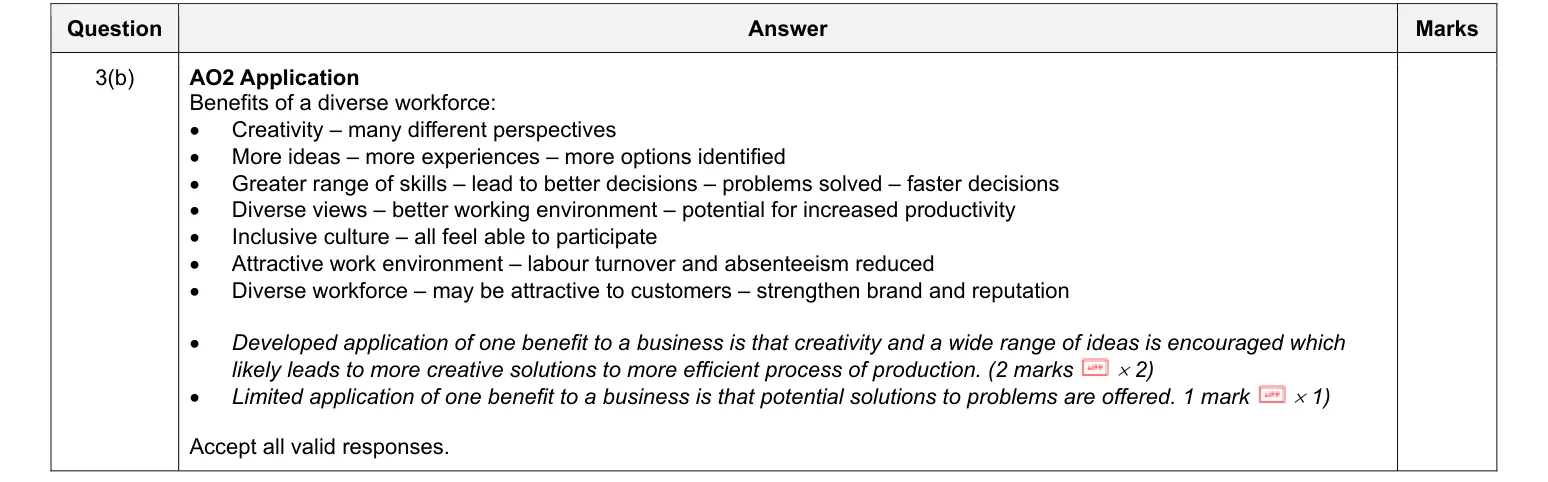 Question Answer Marks
3(b) AO2 Application
Benefits of a diverse workforce:
• Creativity – many different perspectives
• More ideas – more experiences – more options identified
• Greater range of skills – lead to better decisions – problems solved – faster decisions
• Diverse views – better working environment – potential for increased productivity
• Inclusive culture – all feel able to participate
• Attractive work environment – labour turnover and absenteeism reduced
• Diverse workforce – may be attractive to customers – strengthen brand and reputation
• Developed application of one benefit to a business is that creativity and a wide range of ideas is encouraged which
likely leads to more creative solutions to more efficient process of production. (2 marks × 2)
• Limited application of one benefit to a business is that potential solutions to problems are offered. 1 mark × 1)
Accept all valid responses.